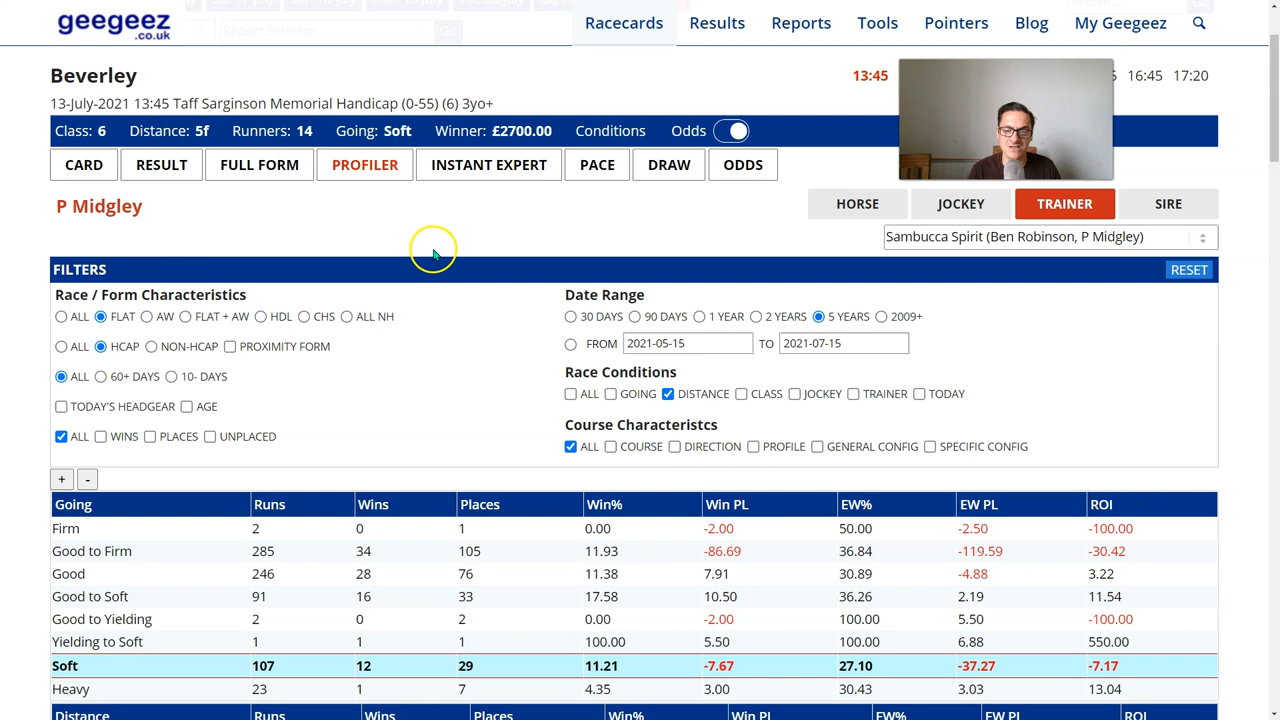 geegeez
.co.uk
Report Selector
Go
Racecards Results Reports Tools Pointers Blog My Geegeez
Beverley
13:45
16:45 17:20
13-July-2021 13:45 Taff Sarginson Memorial Handicap (0-55) (6) 3yo+
Class: 6 Distance: 5f Runners: 14 Going: Soft Winner: £2700.00 Conditions Odds
CARD RESULT FULL FORM PROFILER INSTANT EXPERT PACE DRAW ODDS
P Midgley
HORSE JOCKEY TRAINER SIRE
Sambucca Spirit (Ben Robinson, P Midgley)
FILTERS
RESET
Race / Form Characteristics
ALL FLAT AW FLAT + AW HDL CHS ALL NH
ALL HCAP NON-HCAP PROXIMITY FORM
ALL 60+ DAYS 10- DAYS
TODAY'S HEADGEAR AGE
ALL WINS PLACES UNPLACED
Date Range
30 DAYS 90 DAYS 1 YEAR 2 YEARS 5 YEARS 2009+
FROM 2021-05-15 TO 2021-07-15
Race Conditions
ALL GOING DISTANCE CLASS JOCKEY TRAINER TODAY
Course Characteristcs
ALL COURSE DIRECTION PROFILE GENERAL CONFIG SPECIFIC CONFIG
+ -
Going Runs Wins Places Win% Win PL EW% EW PL ROI
Firm 2 0 1 0.00 -2.00 50.00 -2.50 -100.00
Good to Firm 285 34 105 11.93 -86.69 36.84 -119.59 -30.42
Good 246 28 76 11.38 7.91 30.89 -4.88 3.22
Good to Soft 91 16 33 17.58 10.50 36.26 2.19 11.54
Good to Yielding 2 0 2 0.00 -2.00 100.00 5.50 -100.00
Yielding to Soft 1 1 1 100.00 5.50 100.00 6.88 550.00
Soft 107 12 29 11.21 -7.67 27.10 -37.27 -7.17
Heavy 23 1 7 4.35 3.00 30.43 3.03 13.04
Distance Runs Wins Places Win% Win PL EW% EW PL ROI